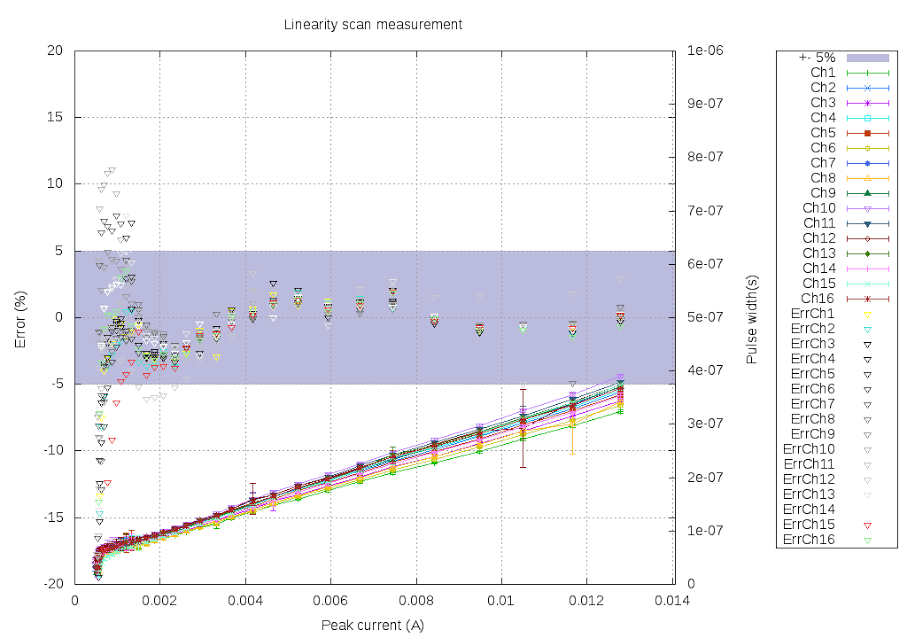 Linearity scan measurement
20
15
10
5
0
-5
-10
-15
-20
Error (%)
0
0.002
0.004
0.006
0.008
0.01
0.012
0.014
Peak current (A)
1e-06
9e-07
8e-07
7e-07
6e-07
5e-07
4e-07
3e-07
2e-07
1e-07
0
Pulse width(s)
+- 5%
Ch1
Ch2
Ch3
Ch4
Ch5
Ch6
Ch7
Ch8
Ch9
Ch10
Ch11
Ch12
Ch13
Ch14
Ch15
Ch16
ErrCh1
ErrCh2
ErrCh3
ErrCh4
ErrCh5
ErrCh6
ErrCh7
ErrCh8
ErrCh9
ErrCh10
ErrCh11
ErrCh12
ErrCh13
ErrCh14
ErrCh15
ErrCh16